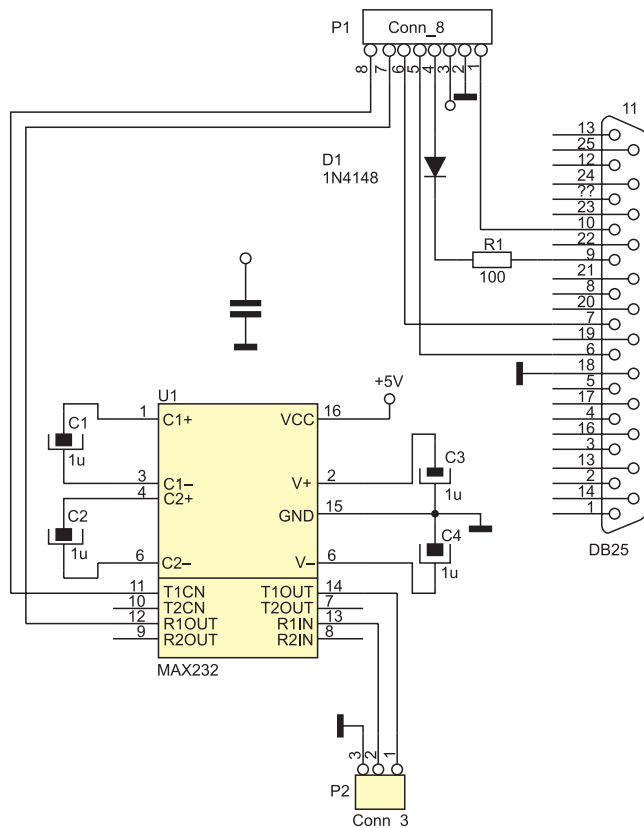 P1
Conn_8
8 7 6 5 4 3 2 1
D1
1N4148
R1
100
11
13
25
12
24
??
23
10
22
9
21
8
20
7
19
6
18
5
17
4
16
3
13
2
14
1
DB25
+5V
U1
MAX232
1 C1+
3 C1–
4 C2+
6 C2–
11 T1CN
10 T2CN
12 R1OUT
9 R2OUT
VCC 16
V+ 2
GND 15
V– 6
T1OUT 14
T2OUT 7
R1IN 13
R2IN 8
C1
1u
C2
1u
C3
1u
C4
1u
3 2 1
P2
Conn 3